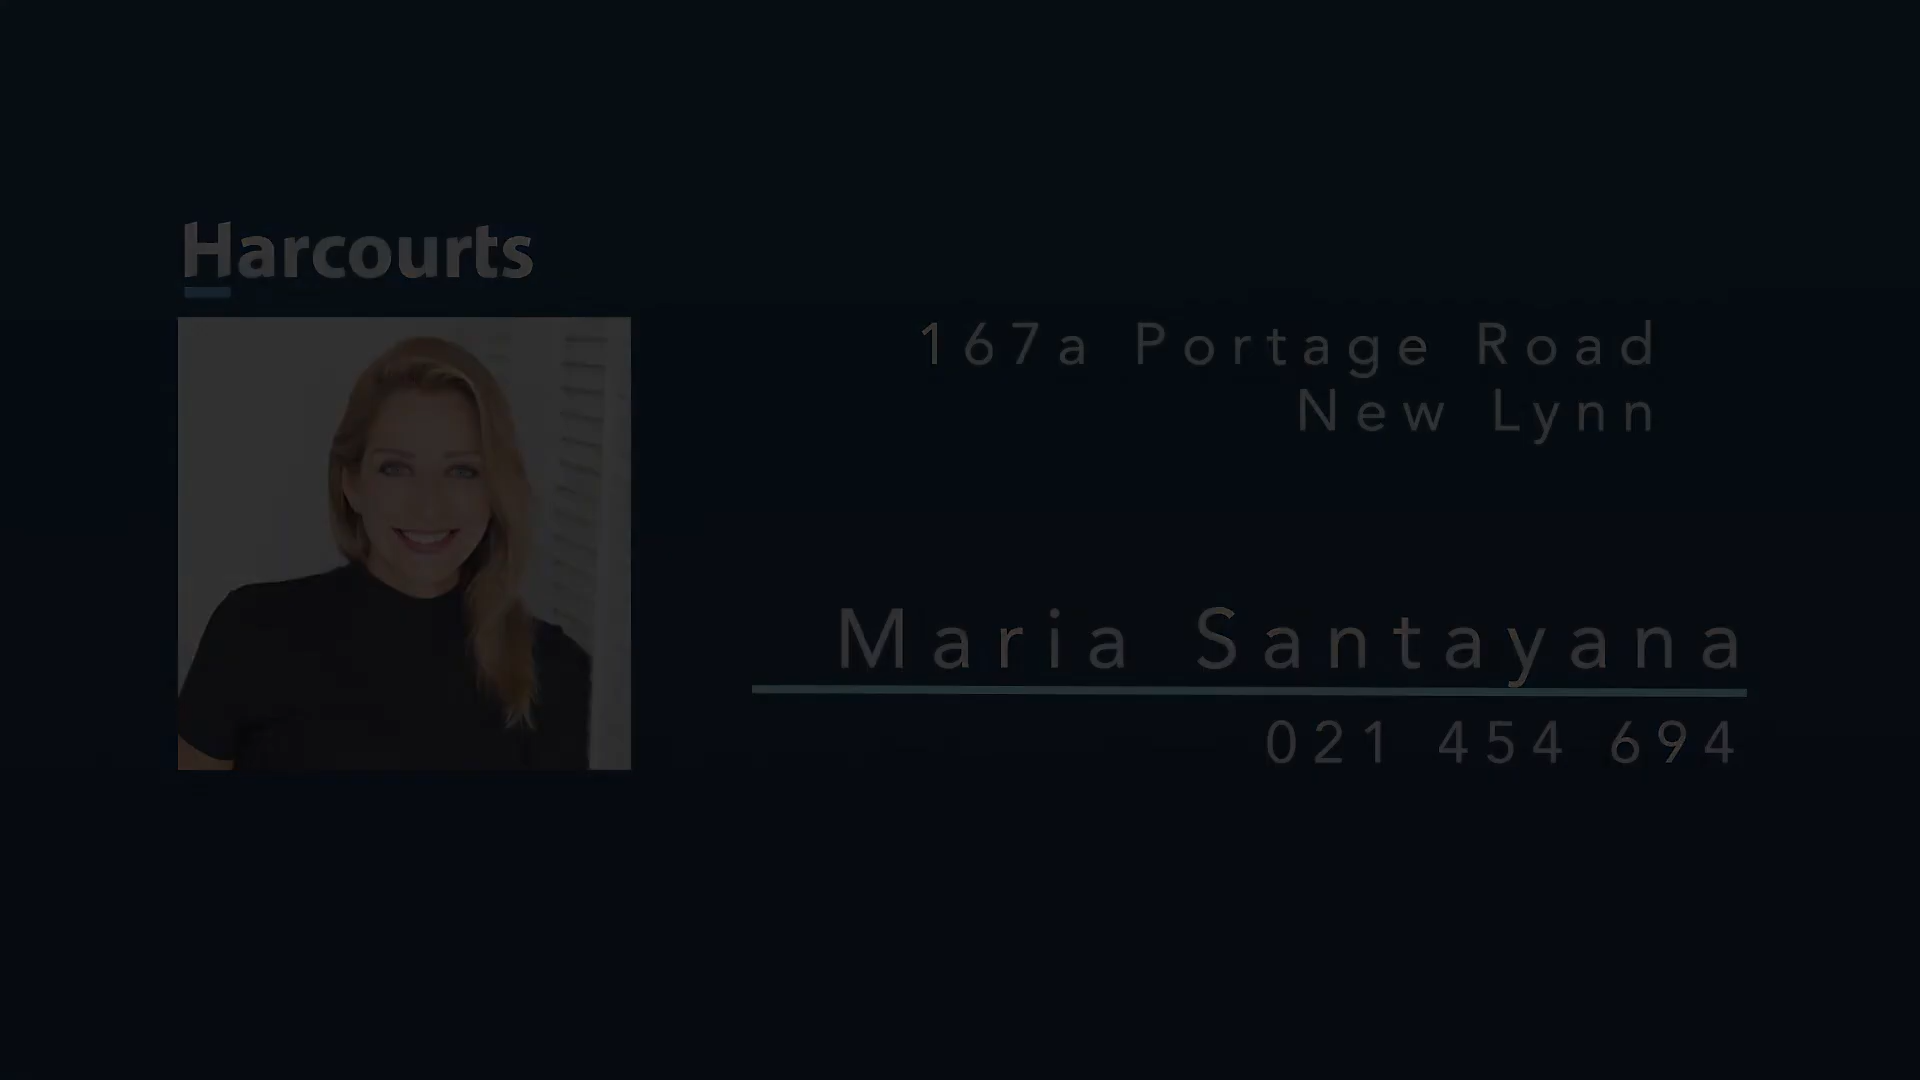 Harcourts
167a Portage Road
New Lynn
Maria Santayana
021 454 694